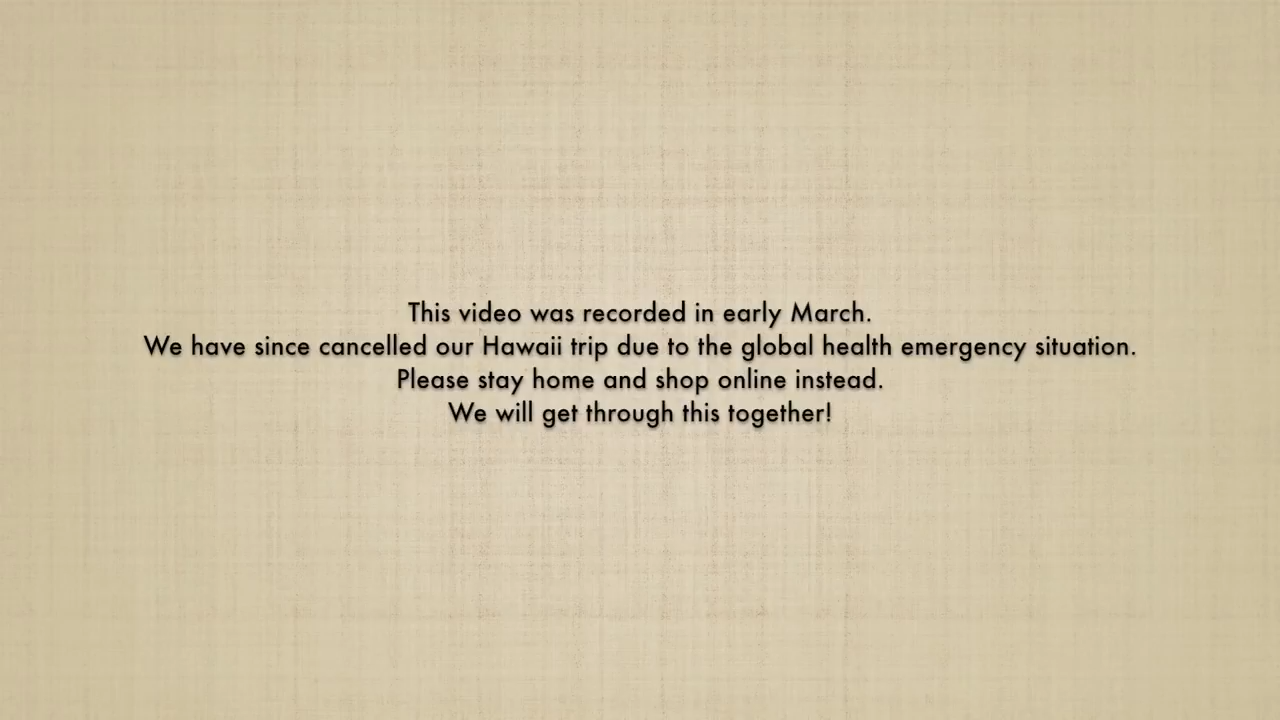 This video was recorded in early March.
We have since cancelled our Hawaii trip due to the global health emergency situation.
Please stay home and shop online instead.
We will get through this together!